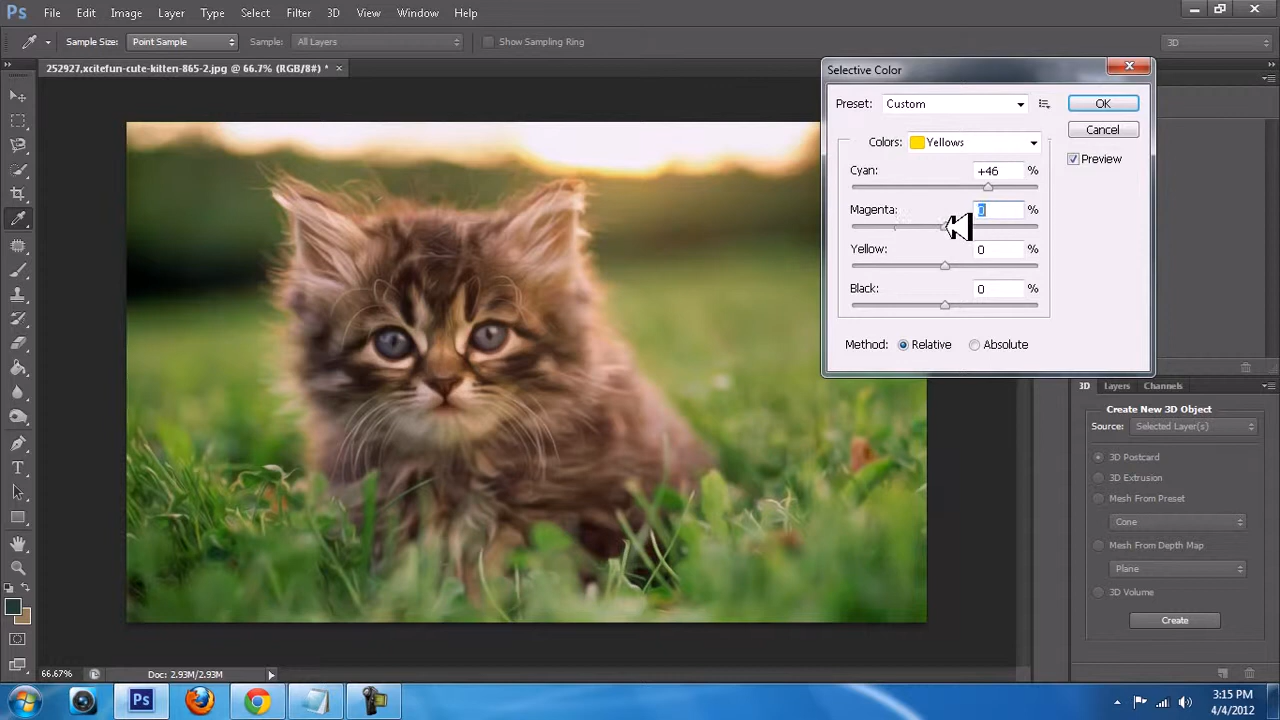 Ps File Edit Image Layer Type Select Filter 3D View Window Help
Sample Size: Point Sample Sample: All Layers Show Sampling Ring 3D
252927,xcitefun-cute-kitten-865-2.jpg @ 66.7% (RGB/8#) * ×
Selective Color
Preset: Custom OK
Colors: Yellows Cancel
Preview
Cyan: +46 %
Magenta: 0 %
Yellow: 0 %
Black: 0 %
Method: Relative Absolute
3D Layers Channels
Create New 3D Object
Source: Selected Layer(s)
3D Postcard
3D Extrusion
Mesh From Preset
Cone
Mesh From Depth Map
Plane
3D Volume
Create
66.67% Doc: 2.93M/2.93M
Ps
3:15 PM
4/4/2012